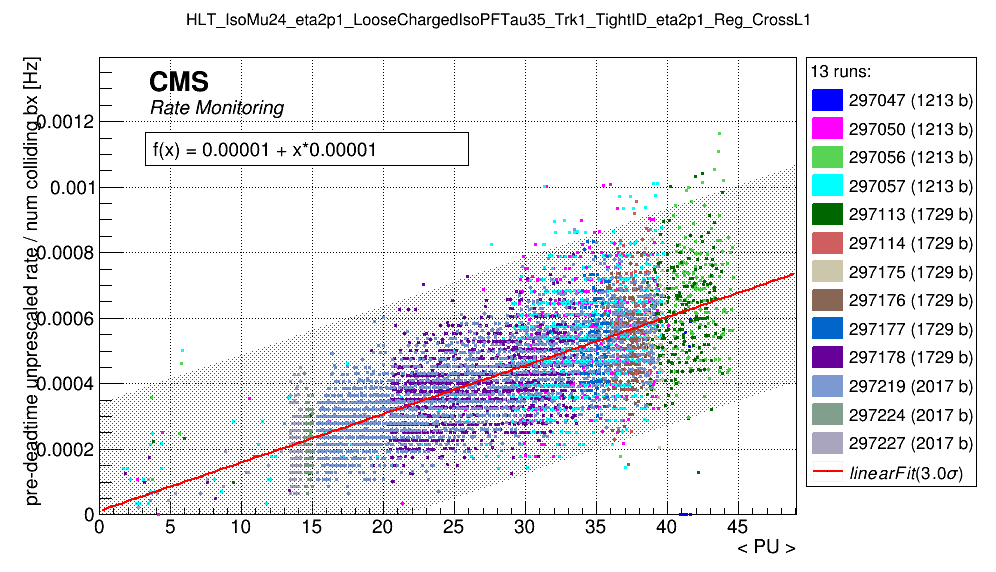 HLT_IsoMu24_eta2p1_LooseChargedIsoPFTau35_Trk1_TightID_eta2p1_Reg_CrossL1
CMS
Rate Monitoring
f(x) = 0.00001 + x*0.00001
pre-deadtime unprescaled rate / num colliding bx [Hz]
0.0012
0.001
0.0008
0.0006
0.0004
0.0002
0
0 5 10 15 20 25 30 35 40 45
< PU >
13 runs:
297047 (1213 b)
297050 (1213 b)
297056 (1213 b)
297057 (1213 b)
297113 (1729 b)
297114 (1729 b)
297175 (1729 b)
297176 (1729 b)
297177 (1729 b)
297178 (1729 b)
297219 (2017 b)
297224 (2017 b)
297227 (2017 b)
linearFit(3.0σ)